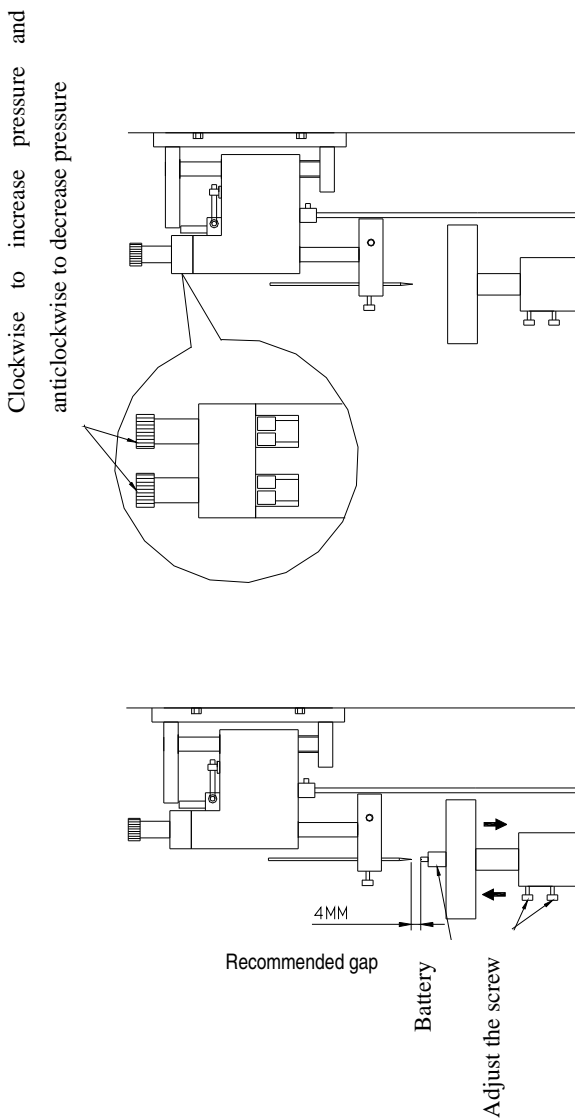 Clockwise to increase pressure and
anticlockwise to decrease pressure
4MM
Recommended gap
Battery
Adjust the screw